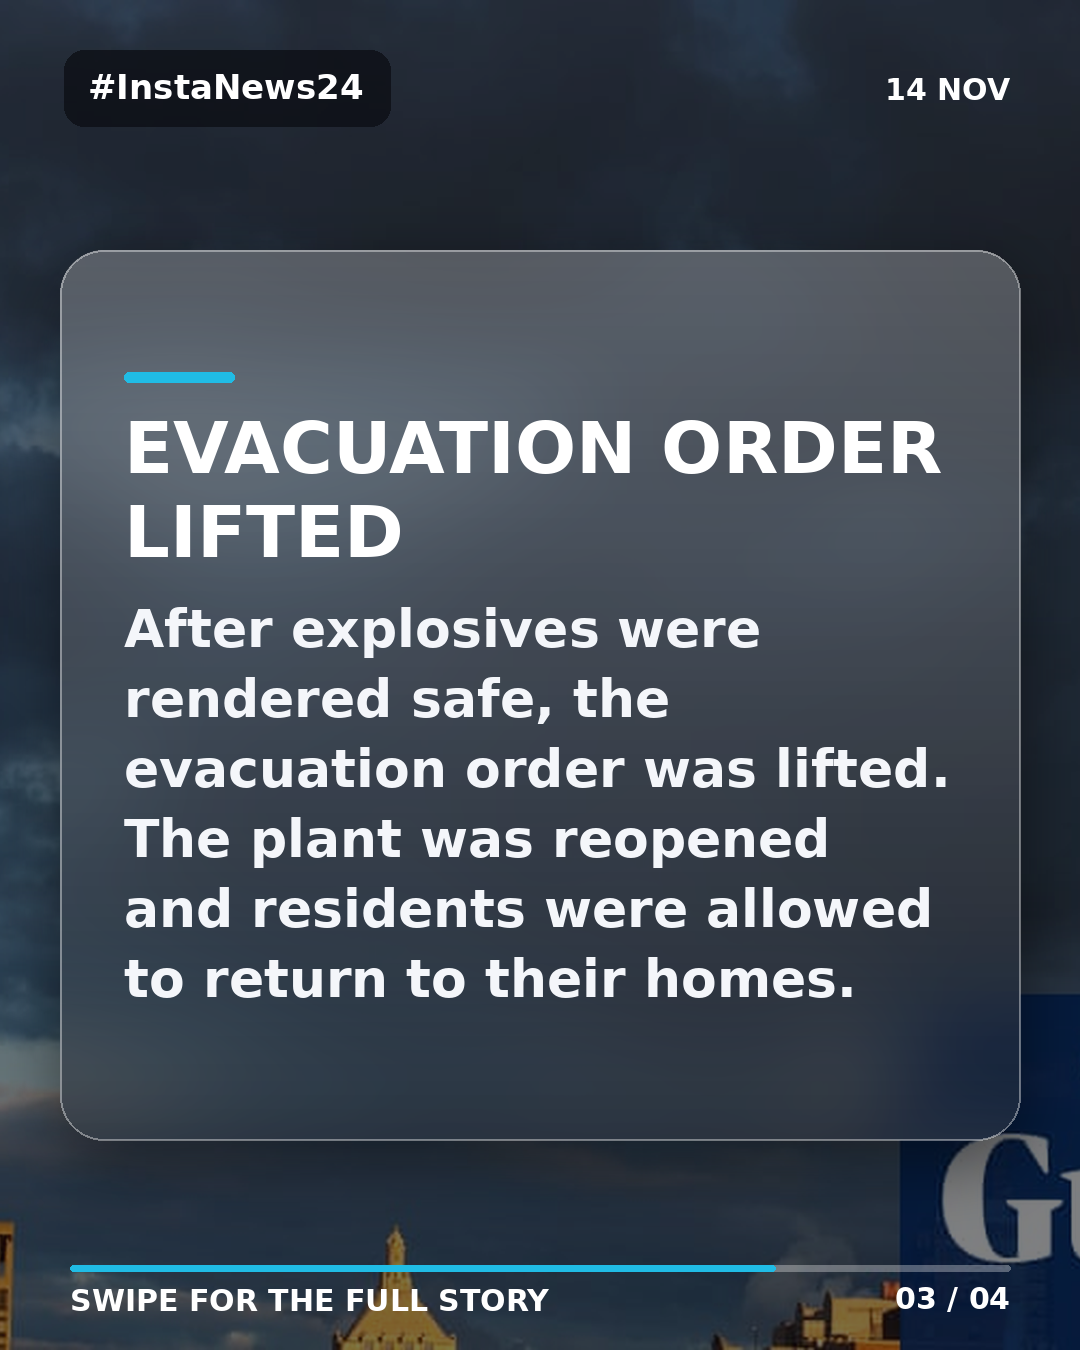 #InstaNews24
14 NOV
EVACUATION ORDER
LIFTED
After explosives were
rendered safe, the
evacuation order was lifted.
The plant was reopened
and residents were allowed
to return to their homes.
SWIPE FOR THE FULL STORY
03 / 04